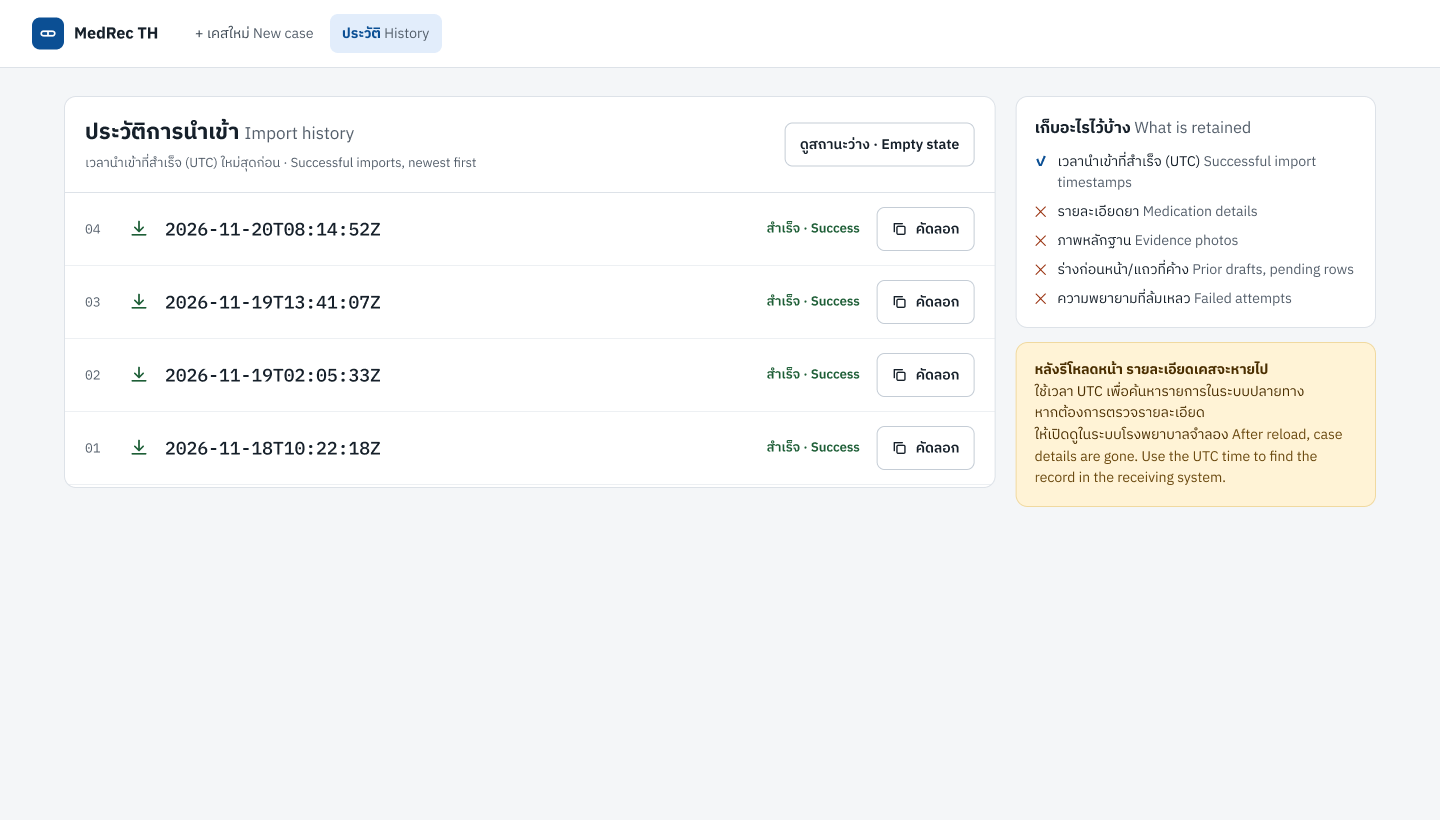 MedRec TH
+ เคสใหม่ New case
ประวัติ History
ประวัติการนำเข้า Import history
เวลานำเข้าที่สำเร็จ (UTC) ใหม่สุดก่อน · Successful imports, newest first
ดูสถานะว่าง · Empty state
04 2026-11-20T08:14:52Z สำเร็จ · Success คัดลอก
03 2026-11-19T13:41:07Z สำเร็จ · Success คัดลอก
02 2026-11-19T02:05:33Z สำเร็จ · Success คัดลอก
01 2026-11-18T10:22:18Z สำเร็จ · Success คัดลอก
เก็บอะไรไว้บ้าง What is retained
เวลานำเข้าที่สำเร็จ (UTC) Successful import
timestamps
รายละเอียดยา Medication details
ภาพหลักฐาน Evidence photos
ร่างก่อนหน้า/แถวที่ค้าง Prior drafts, pending rows
ความพยายามที่ล้มเหลว Failed attempts
หลังรีโหลดหน้า รายละเอียดเคสจะหายไป
ใช้เวลา UTC เพื่อค้นหารายการในระบบปลายทาง
หากต้องการตรวจรายละเอียด
ให้เปิดดูในระบบโรงพยาบาลจำลอง After reload, case
details are gone. Use the UTC time to find the
record in the receiving system.